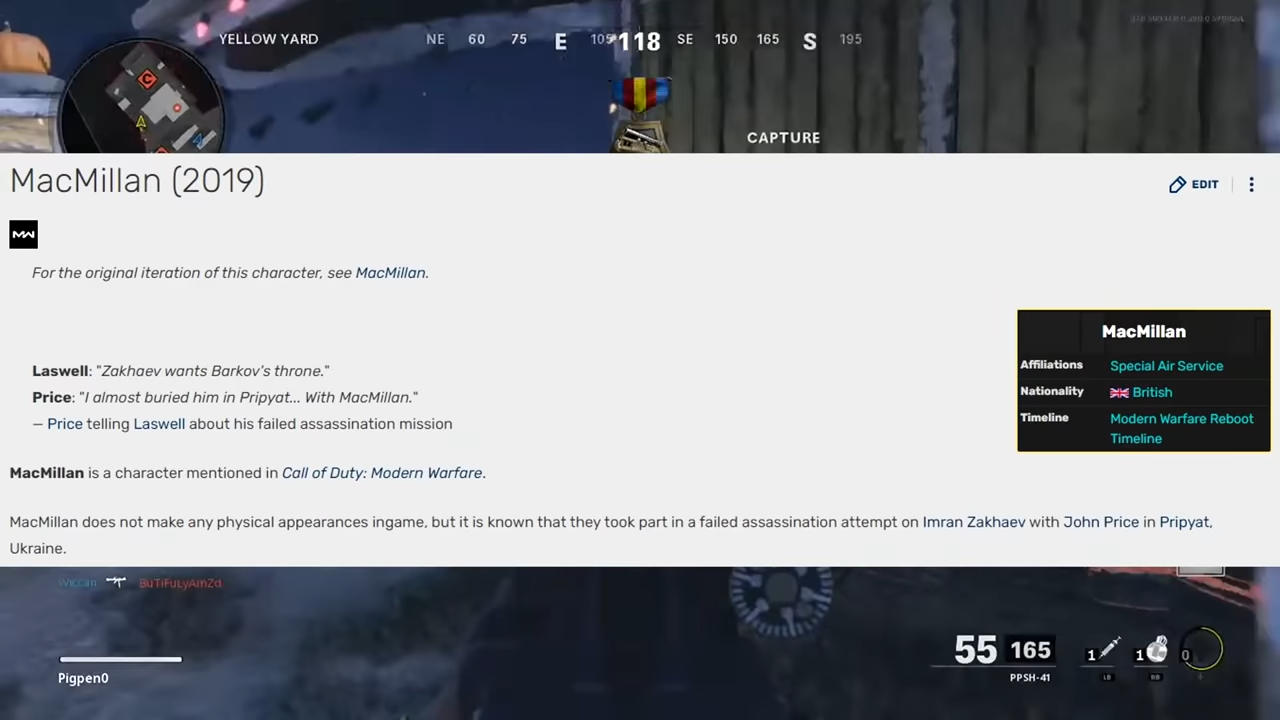 YELLOW YARD
NE 60 75 E 105 118 SE 150 165 S 195
C
CAPTURE
MacMillan (2019)
EDIT
For the original iteration of this character, see MacMillan.
MacMillan
Affiliations Special Air Service
Nationality British
Timeline Modern Warfare Reboot
Timeline
Laswell: "Zakhaev wants Barkov's throne."
Price: "I almost buried him in Pripyat... With MacMillan."
— Price telling Laswell about his failed assassination mission
MacMillan is a character mentioned in Call of Duty: Modern Warfare.
MacMillan does not make any physical appearances ingame, but it is known that they took part in a failed assassination attempt on Imran Zakhaev with John Price in Pripyat,
Ukraine.
Wiccan BuTiFuLyAmZd
Pigpen0
55 165
PPSH-41
1 1 0
LB RB